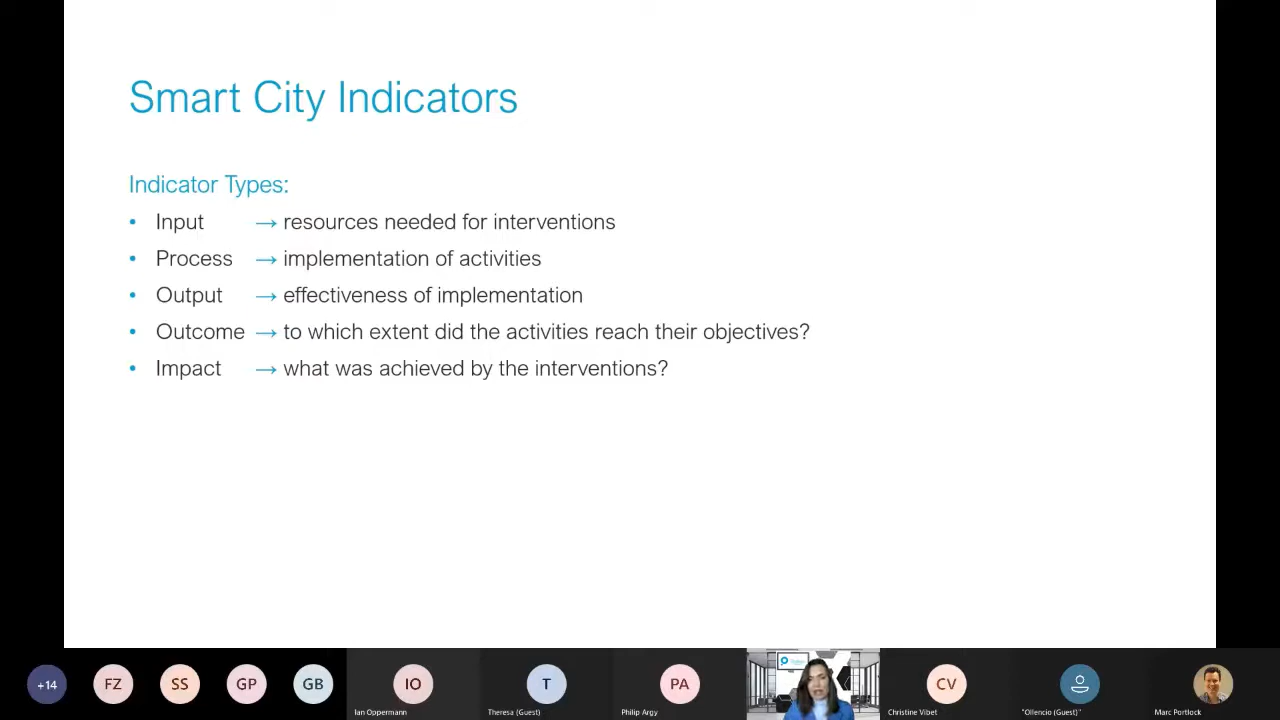 Smart City Indicators
Indicator Types:
• Input → resources needed for interventions
• Process → implementation of activities
• Output → effectiveness of implementation
• Outcome → to which extent did the activities reach their objectives?
• Impact → what was achieved by the interventions?
+14 FZ SS GP GB IO T PA CV
Ian Oppermann Theresa (Guest) Philip Argy Christine Vibet "Ollencio (Guest)" Marc Portlock